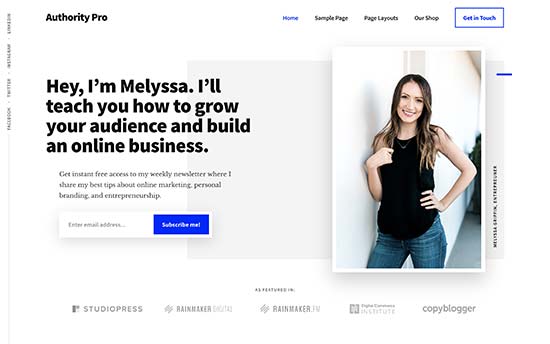 Authority Pro
Home
Sample Page
Page Layouts
Our Shop
Get in Touch
LINKEDIN
INSTAGRAM
TWITTER
FACEBOOK
Hey, I’m Melyssa. I’ll
teach you how to grow
your audience and build
an online business.
Get instant free access to my weekly newsletter where I
share my best tips about online marketing, personal
branding, and entrepreneurship.
Enter email address...
Subscribe me!
MELYSSA GRIFFIN, ENTREPRENEUR
AS FEATURED IN:
STUDIOPRESS
RAINMAKER DIGITAL
RAINMAKER.FM
Digital Commerce
INSTITUTE
copyblogger